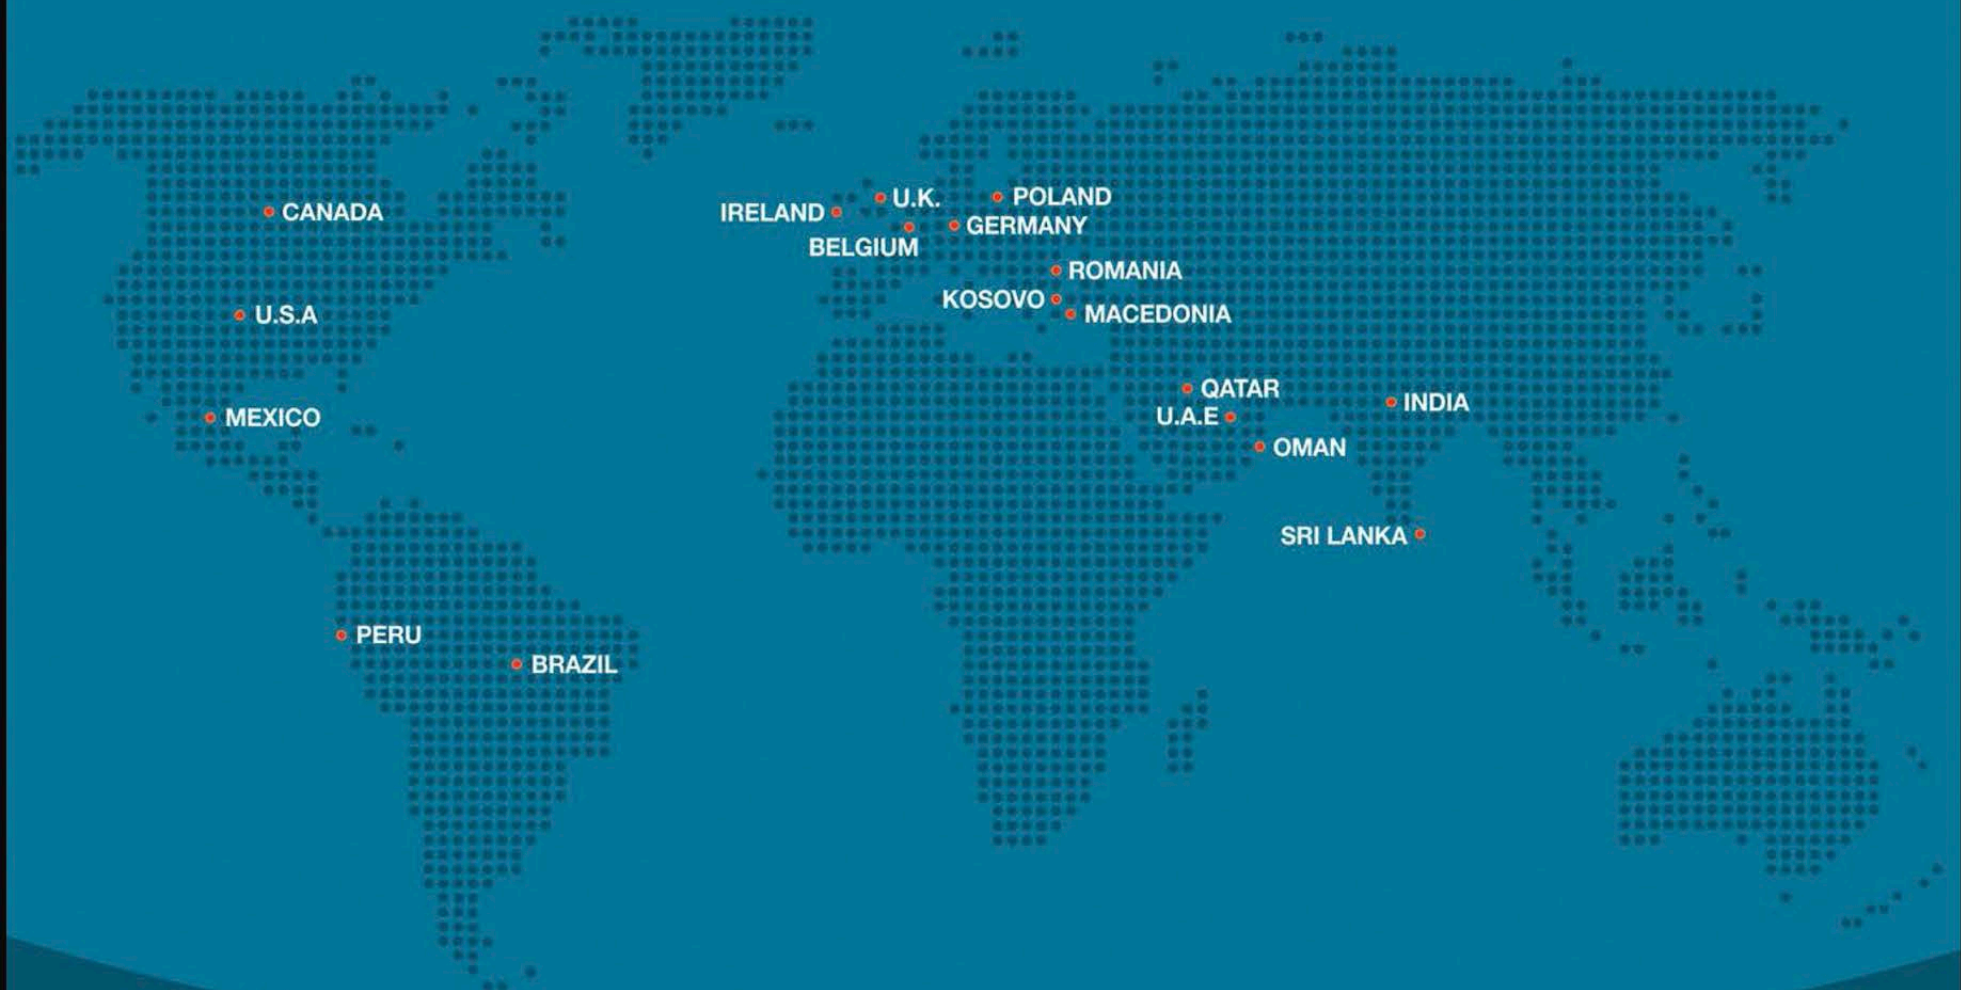 CANADA
U.S.A
MEXICO
PERU
BRAZIL
IRELAND
U.K.
BELGIUM
POLAND
GERMANY
ROMANIA
KOSOVO
MACEDONIA
QATAR
U.A.E
OMAN
INDIA
SRI LANKA